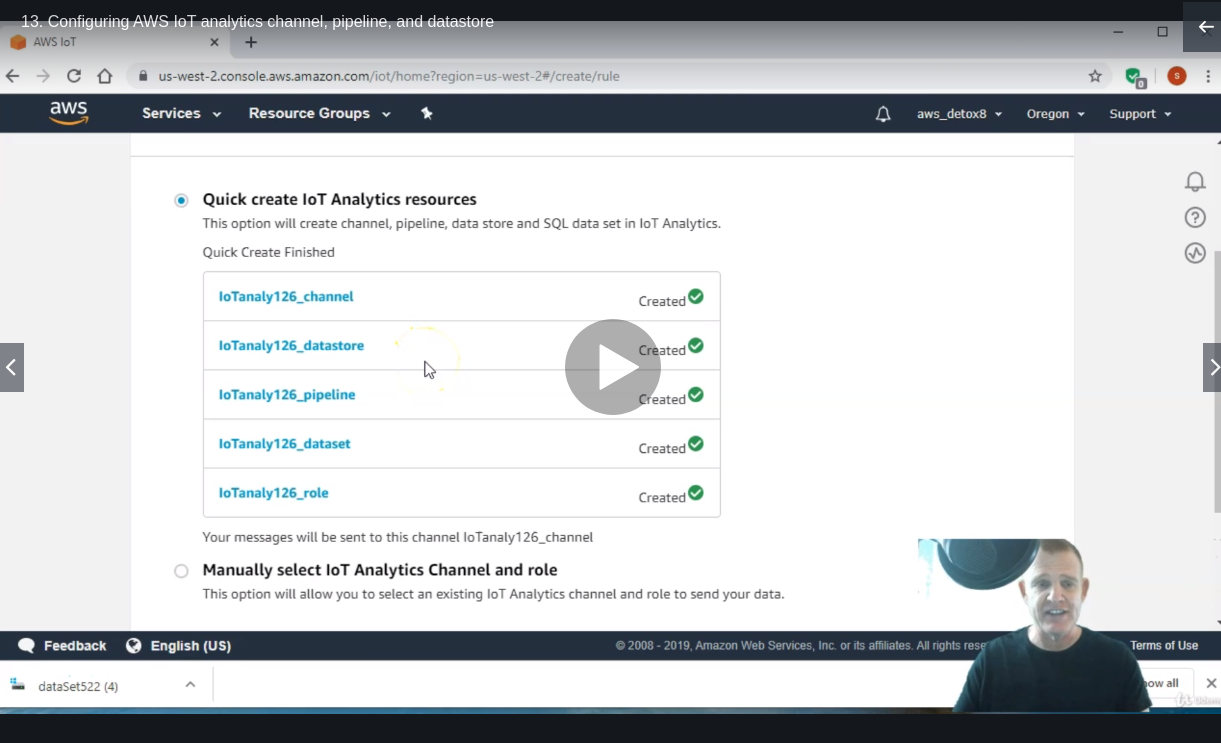 13. Configuring AWS IoT analytics channel, pipeline, and datastore
AWS IoT
us-west-2.console.aws.amazon.com/iot/home?region=us-west-2#/create/rule
0
S
aws
Services
Resource Groups
aws_detox8
Oregon
Support
Quick create IoT Analytics resources
This option will create channel, pipeline, data store and SQL data set in IoT Analytics.
Quick Create Finished
IoTanaly126_channel
Created
IoTanaly126_datastore
Created
IoTanaly126_pipeline
Created
IoTanaly126_dataset
Created
IoTanaly126_role
Created
Your messages will be sent to this channel IoTanaly126_channel
Manually select IoT Analytics Channel and role
This option will allow you to select an existing IoT Analytics channel and role to send your data.
Feedback
English (US)
© 2008 - 2019, Amazon Web Services, Inc. or its affiliates. All rights rese
Terms of Use
dataSet522 (4)
ow all